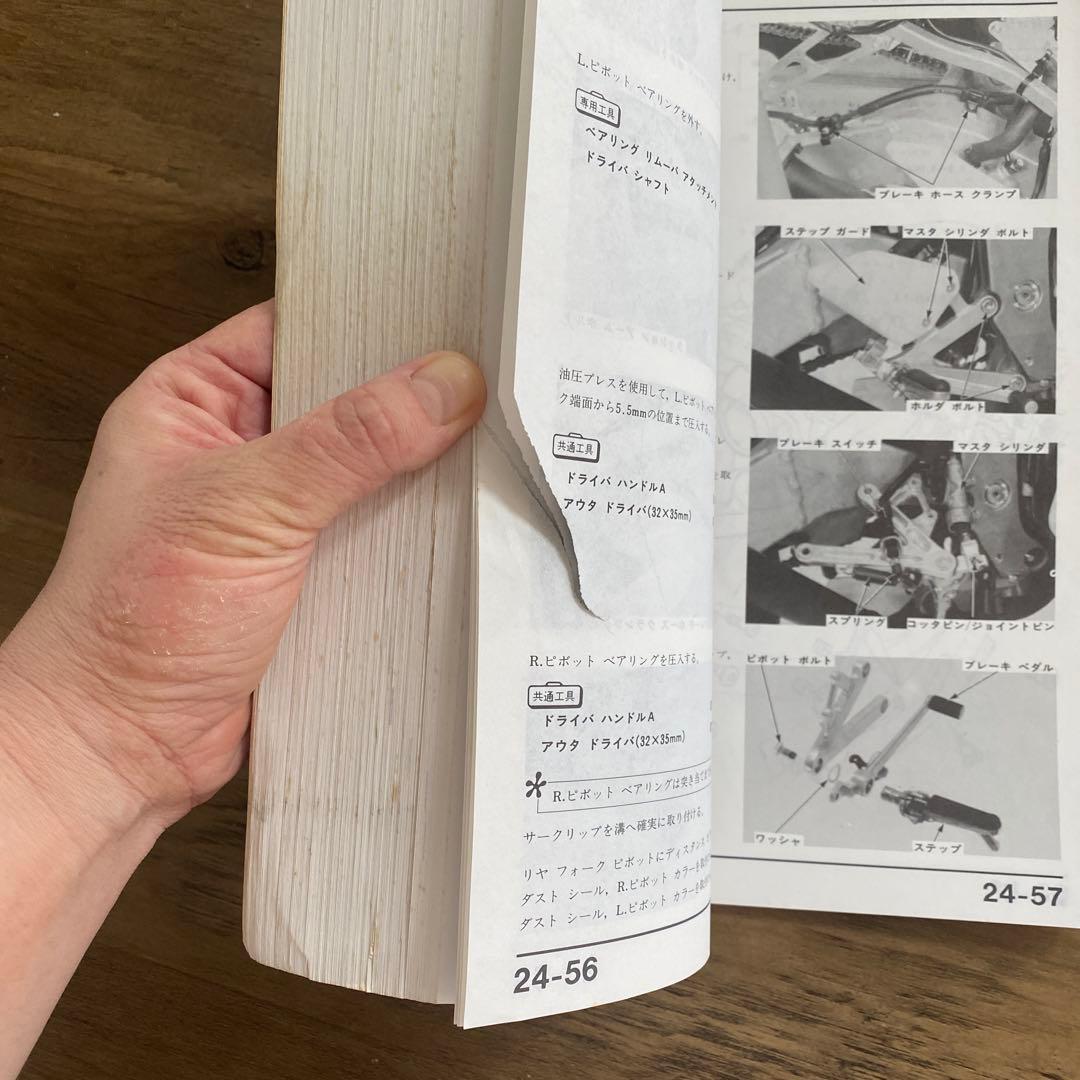 L.ピボット ベアリングを外す。
専用工具
ベアリング リムーバ アタッチメント
ドライバ シャフト
油圧プレスを使用して, L.ピボット ベア
ク端面から5.5mmの位置まで圧入する。
共通工具
ドライバ ハンドルA
アウタ ドライバ(32×35mm)
R.ピボット ベアリングを圧入する。
共通工具
ドライバ ハンドルA
アウタ ドライバ(32×35mm)
* R.ピボット ベアリングは突き当てまで
サークリップを溝へ確実に取り付ける。
リヤ フォーク ピボットにディスタンス
ダスト シール, R.ピボット カラーを
ダスト シール, L.ピボット カラーを
24-56
け。
ブレーキ ホース クランプ
ステップ ガード
マスタ シリンダ ボルト
ード
ホルダ ボルト
ブレーキ スイッチ
マスタ シリンダ
レ
取
スプリング
コッタピン/ジョイントピン
プ,
ピボット ボルト
ブレーキ ペダル
ワッシャ
ステップ
24-57